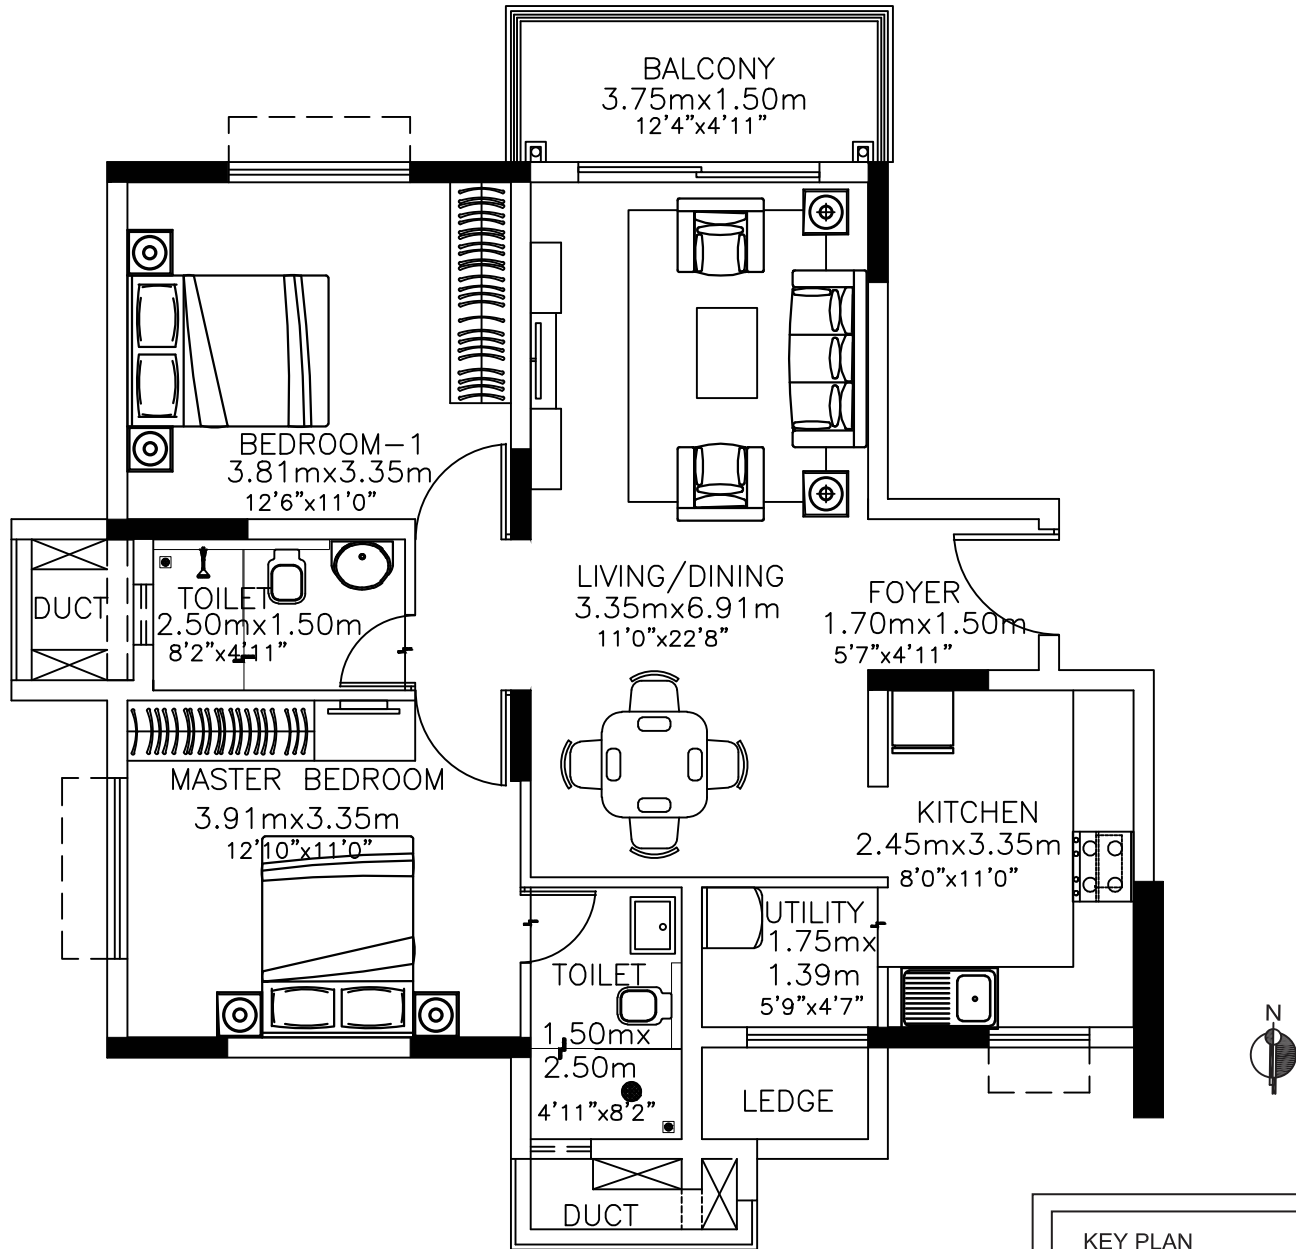 BALCONY
3.75mx1.50m
12'4"x4'11"
BEDROOM-1
3.81mx3.35m
12'6"x11'0"
DUCT
TOILET
2.50mx1.50m
8'2"x4'11"
LIVING/DINING
3.35mx6.91m
11'0"x22'8"
FOYER
1.70mx1.50m
5'7"x4'11"
MASTER BEDROOM
3.91mx3.35m
12'10"x11'0"
KITCHEN
2.45mx3.35m
8'0"x11'0"
UTILITY
1.75mx
1.39m
5'9"x4'7"
TOILET
1.50mx
2.50m
4'11"x8'2"
LEDGE
DUCT
N
KEY PLAN